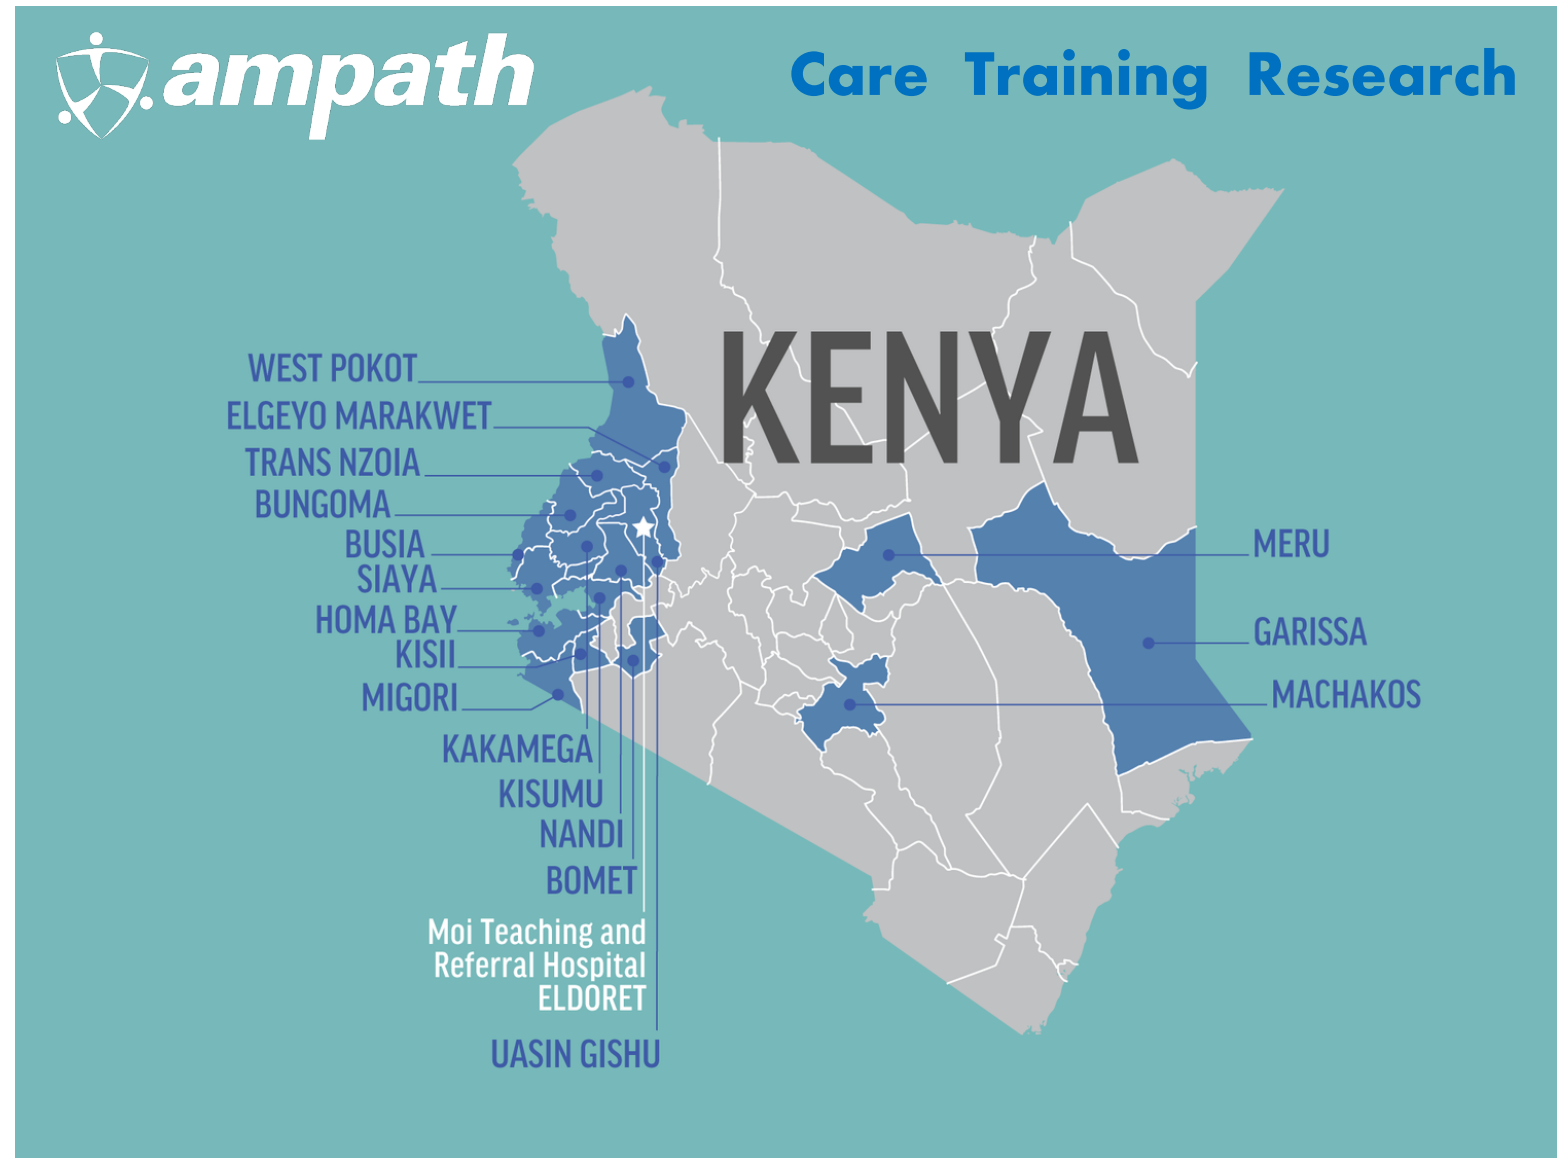 ampath
Care Training Research
KENYA
WEST POKOT
ELGEYO MARAKWET
TRANS NZOIA
BUNGOMA
BUSIA
SIAYA
HOMA BAY
KISII
MIGORI
KAKAMEGA
KISUMU
NANDI
BOMET
Moi Teaching and
Referral Hospital
ELDORET
UASIN GISHU
MERU
GARISSA
MACHAKOS